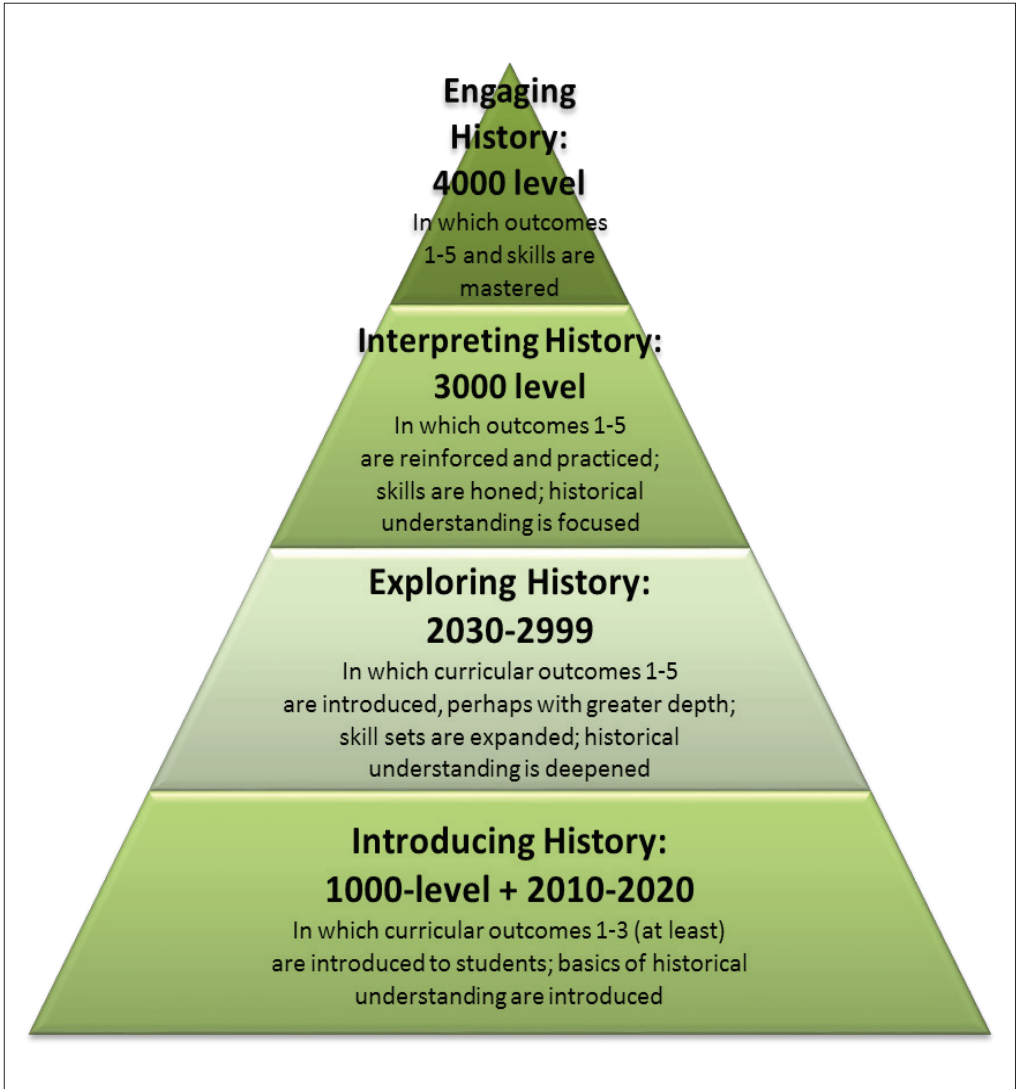 Engaging
History:
4000 level
In which outcomes
1-5 and skills are
mastered
Interpreting History:
3000 level
In which outcomes 1-5
are reinforced and practiced;
skills are honed; historical
understanding is focused
Exploring History:
2030-2999
In which curricular outcomes 1-5
are introduced, perhaps with greater depth;
skill sets are expanded; historical
understanding is deepened
Introducing History:
1000-level + 2010-2020
In which curricular outcomes 1-3 (at least)
are introduced to students; basics of historical
understanding are introduced